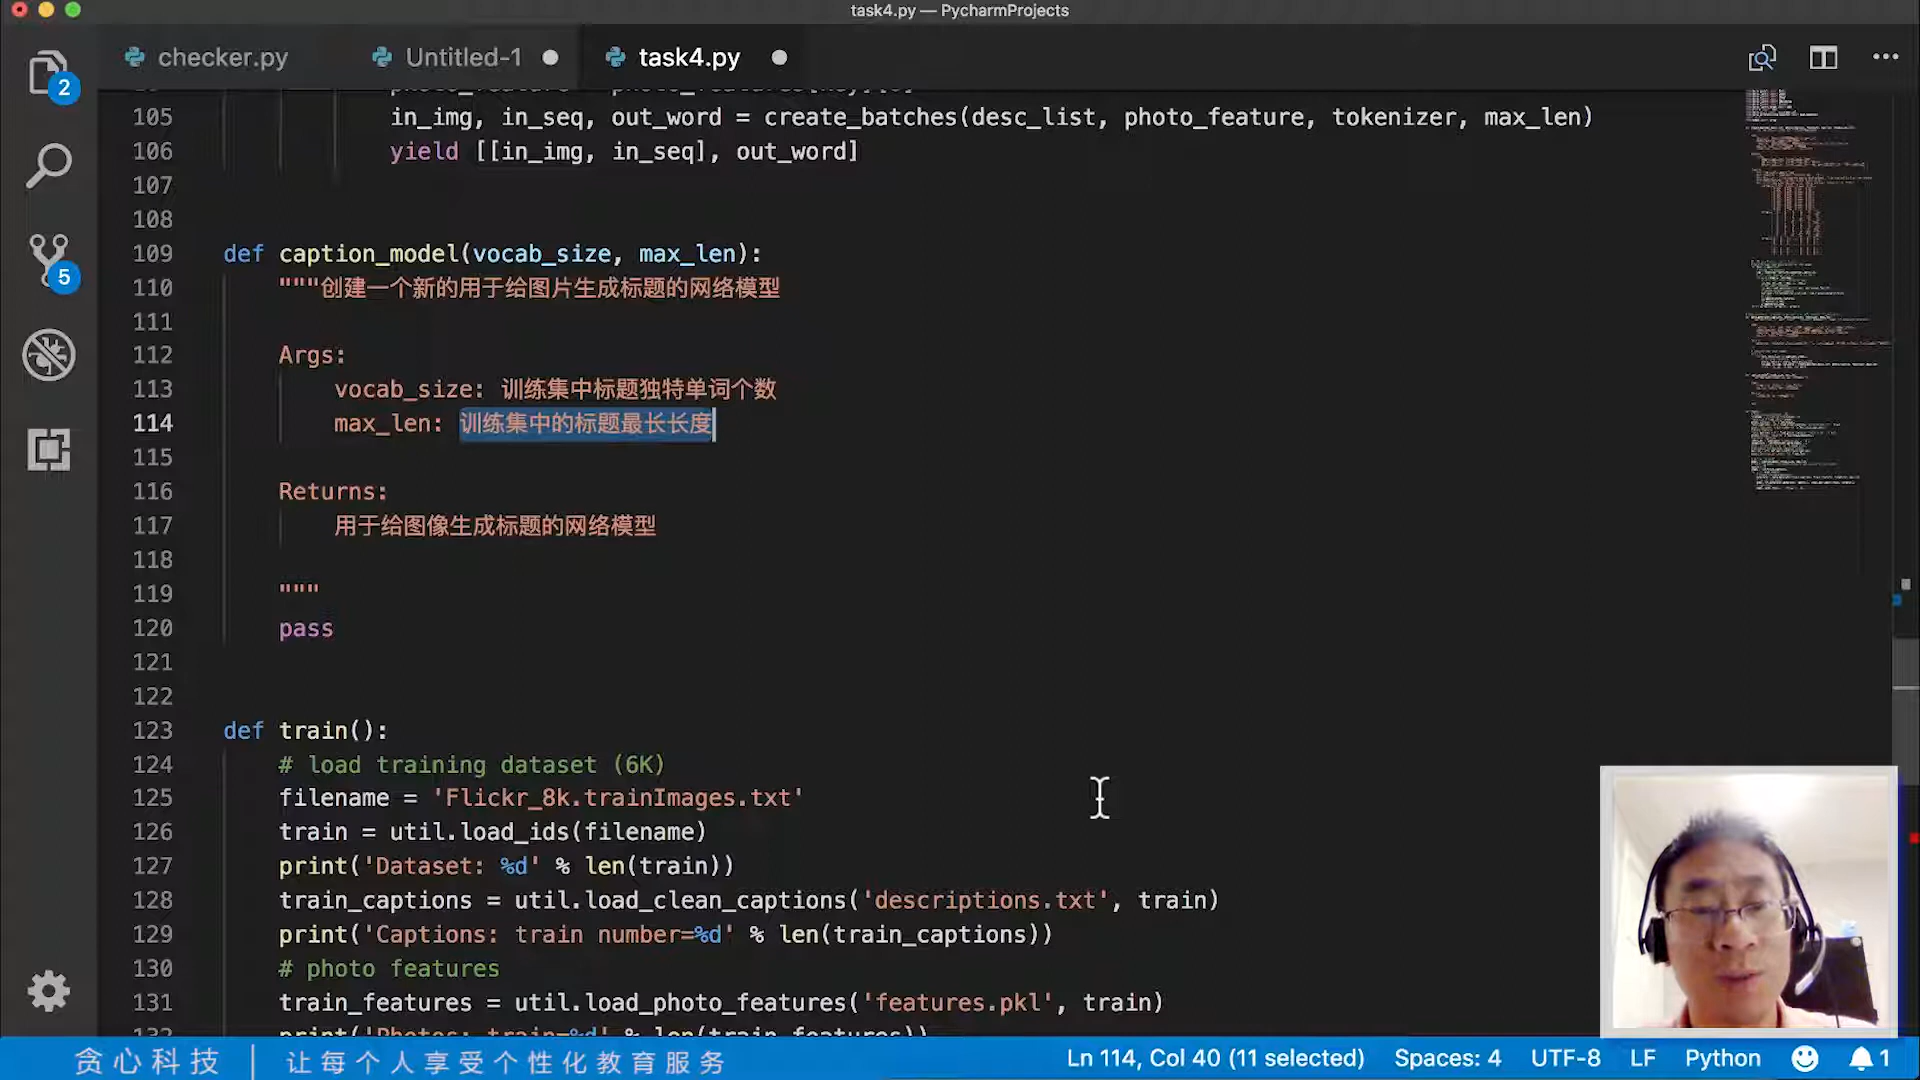 task4.py — PycharmProjects
checker.py
Untitled-1
task4.py
2
5
105 in_img, in_seq, out_word = create_batches(desc_list, photo_feature, tokenizer, max_len)
106 yield [[in_img, in_seq], out_word]
107
108
109 def caption_model(vocab_size, max_len):
110 """创建一个新的用于给图片生成标题的网络模型
111
112 Args:
113 vocab_size: 训练集中标题独特单词个数
114 max_len: 训练集中的标题最长长度
115
116 Returns:
117 用于给图像生成标题的网络模型
118
119 """
120 pass
121
122
123 def train():
124 # load training dataset (6K)
125 filename = 'Flickr_8k.trainImages.txt'
126 train = util.load_ids(filename)
127 print('Dataset: %d' % len(train))
128 train_captions = util.load_clean_captions('descriptions.txt', train)
129 print('Captions: train number=%d' % len(train_captions))
130 # photo features
131 train_features = util.load_photo_features('features.pkl', train)
132 print('Photos: train=%d' % len(train_features))
贪心科技 | 让每个人享受个性化教育服务
Ln 114, Col 40 (11 selected) Spaces: 4 UTF-8 LF Python 1